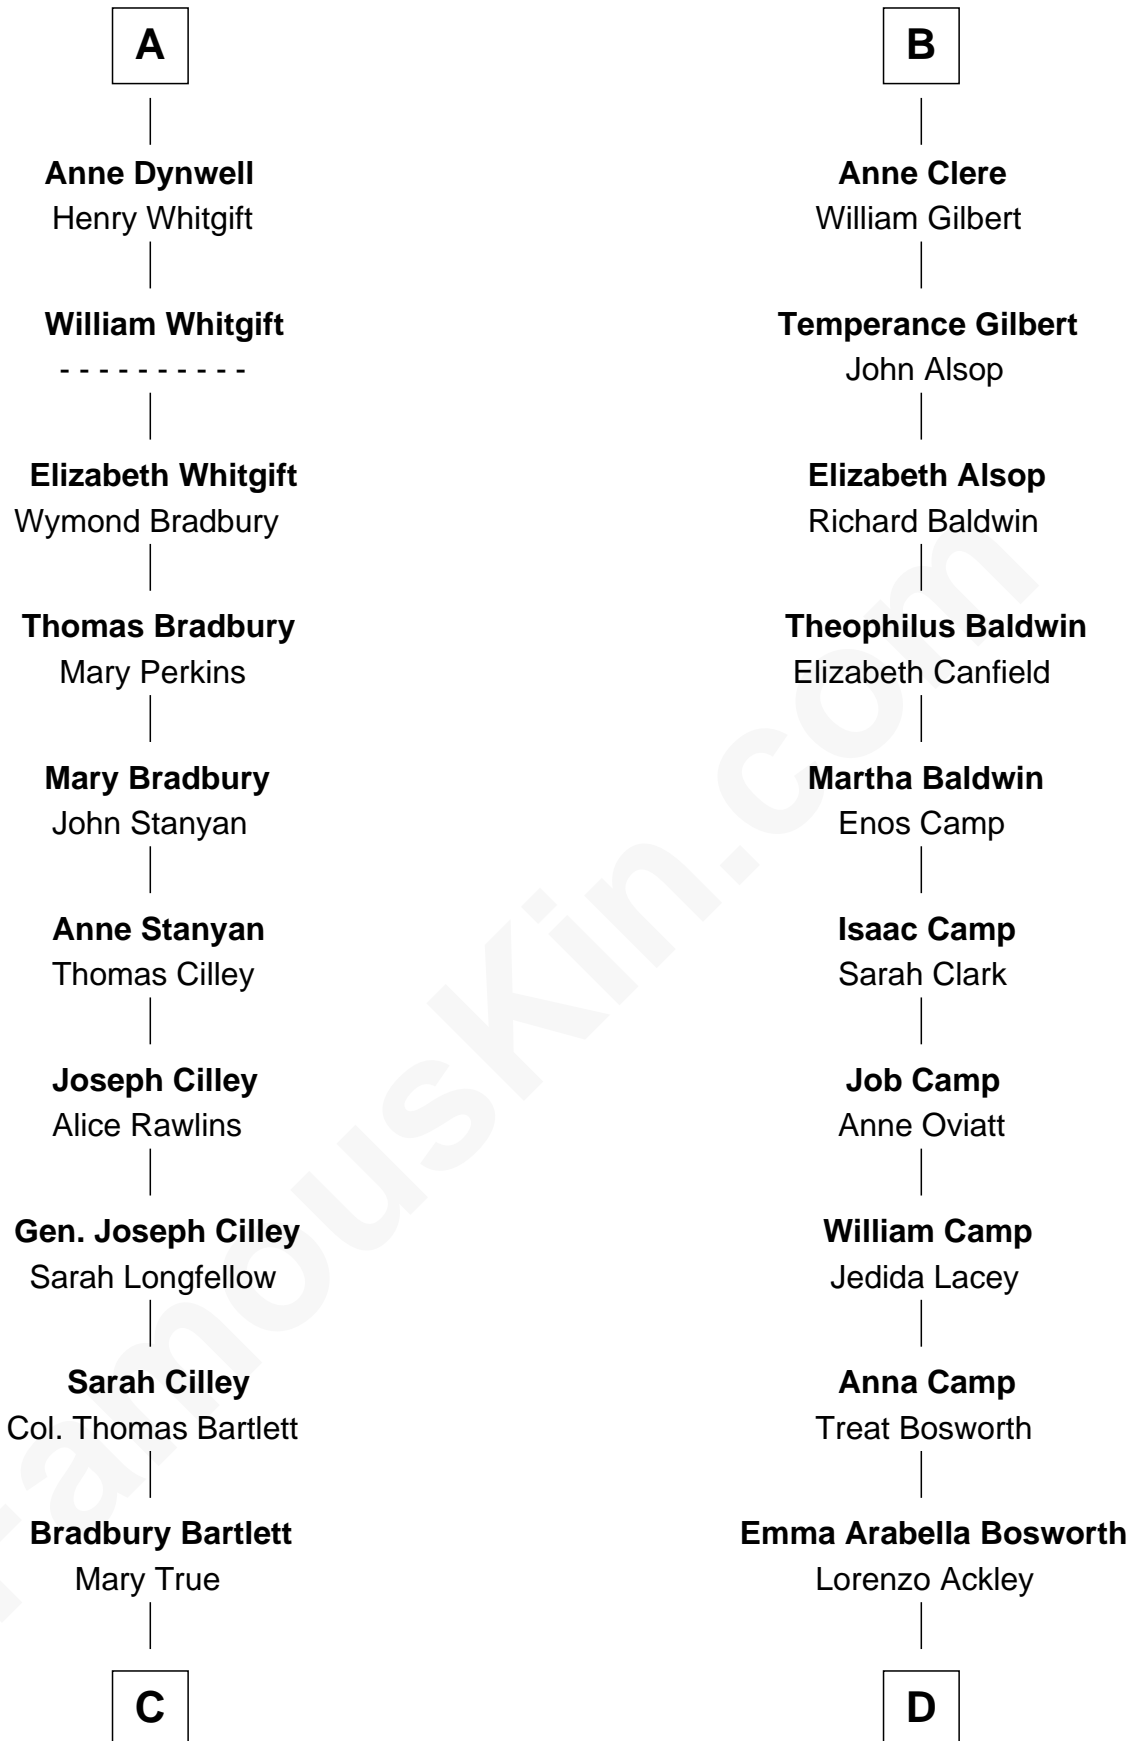 A
Anne Dynwell
Henry Whitgift
William Whitgift
- - - - - - - - - -
Elizabeth Whitgift
Wymond Bradbury
Thomas Bradbury
Mary Perkins
Mary Bradbury
John Stanyan
Anne Stanyan
Thomas Cilley
Joseph Cilley
Alice Rawlins
Gen. Joseph Cilley
Sarah Longfellow
Sarah Cilley
Col. Thomas Bartlett
Bradbury Bartlett
Mary True
C
B
Anne Clere
William Gilbert
Temperance Gilbert
John Alsop
Elizabeth Alsop
Richard Baldwin
Theophilus Baldwin
Elizabeth Canfield
Martha Baldwin
Enos Camp
Isaac Camp
Sarah Clark
Job Camp
Anne Oviatt
William Camp
Jedida Lacey
Anna Camp
Treat Bosworth
Emma Arabella Bosworth
Lorenzo Ackley
D
FamousKin.com